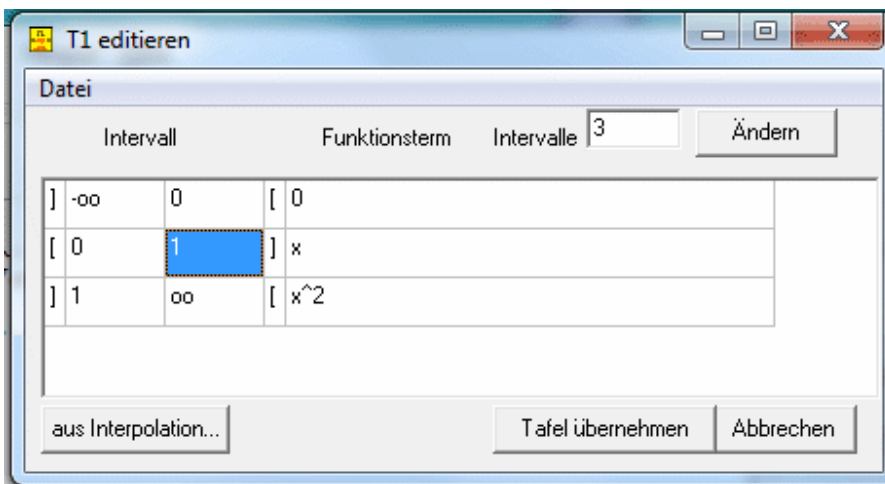 T1 editieren
Datei
Intervall Funktionsterm Intervalle 3 Ändern
] -oo 0 [ 0
[ 0 1 ] x
] 1 oo [ x^2
aus Interpolation... Tafel übernehmen Abbrechen